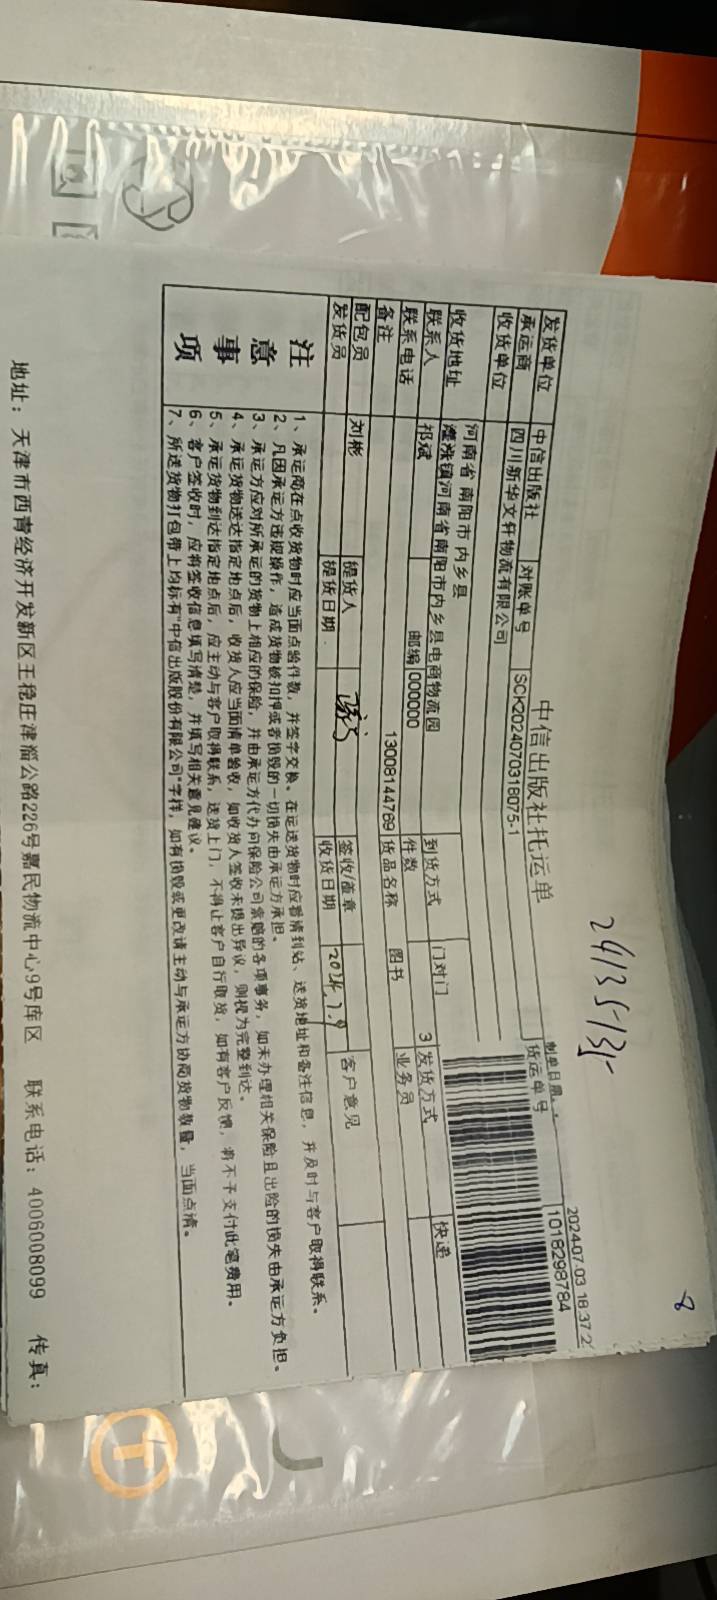 24135-135
8
中信出版社托运单
制单日期： 2024-07-03 18:37:2
发货单位 中信出版社 对账单号 SCK2024070318075-1 货运单号 10182987​84
承运商 四川新华文轩物流有限公司
收货单位
收货地址 河南省 南阳市 内乡县
灌涨镇河南省南阳市内乡县电商物流园
联系人 祁斌 到货方式 门对门 发货方式 快递
联系电话 邮编 000000 件数 3 业务员
备注 13008144769 货品名称 图书
配包员 刘彬 提货人 签收/盖章 客户意见
发货员 提货日期 收货日期 2024.7.9
注意事项
1、承运商在点收货物时应当面点验件数，并签字交换。在运送货物时应看清到站、送货地址和备注信息，并及时与客户取得联系。
2、凡因承运方违规操作，造成货物被扣押或者损毁的一切损失由承运方承担。
3、承运方应对所承运的货物上相应的保险，并由承运方代办向保险公司索赔的各项事务，如未办理相关保险且出险的损失由承运方负担。
4、承运货物送达指定地点后，收货人应当面清单验收，如收货人签收未提出异议，则视为完整到达。
5、承运货物到达指定地点后，应主动与客户取得联系，送货上门，不得让客户自行取货，如有客户反馈，将不予支付此笔费用。
6、客户签收时，应将签收信息填写清楚，并填写相关意见建议。
7、所送货物打包带上均标有"中信出版股份有限公司"字样，如有损毁或更改请主动与承运方协商货物数量，当面点清。
地址：天津市西青经济开发新区王稳庄津淄公路226号嘉民物流中心9号库区 联系电话：4006008099 传真：